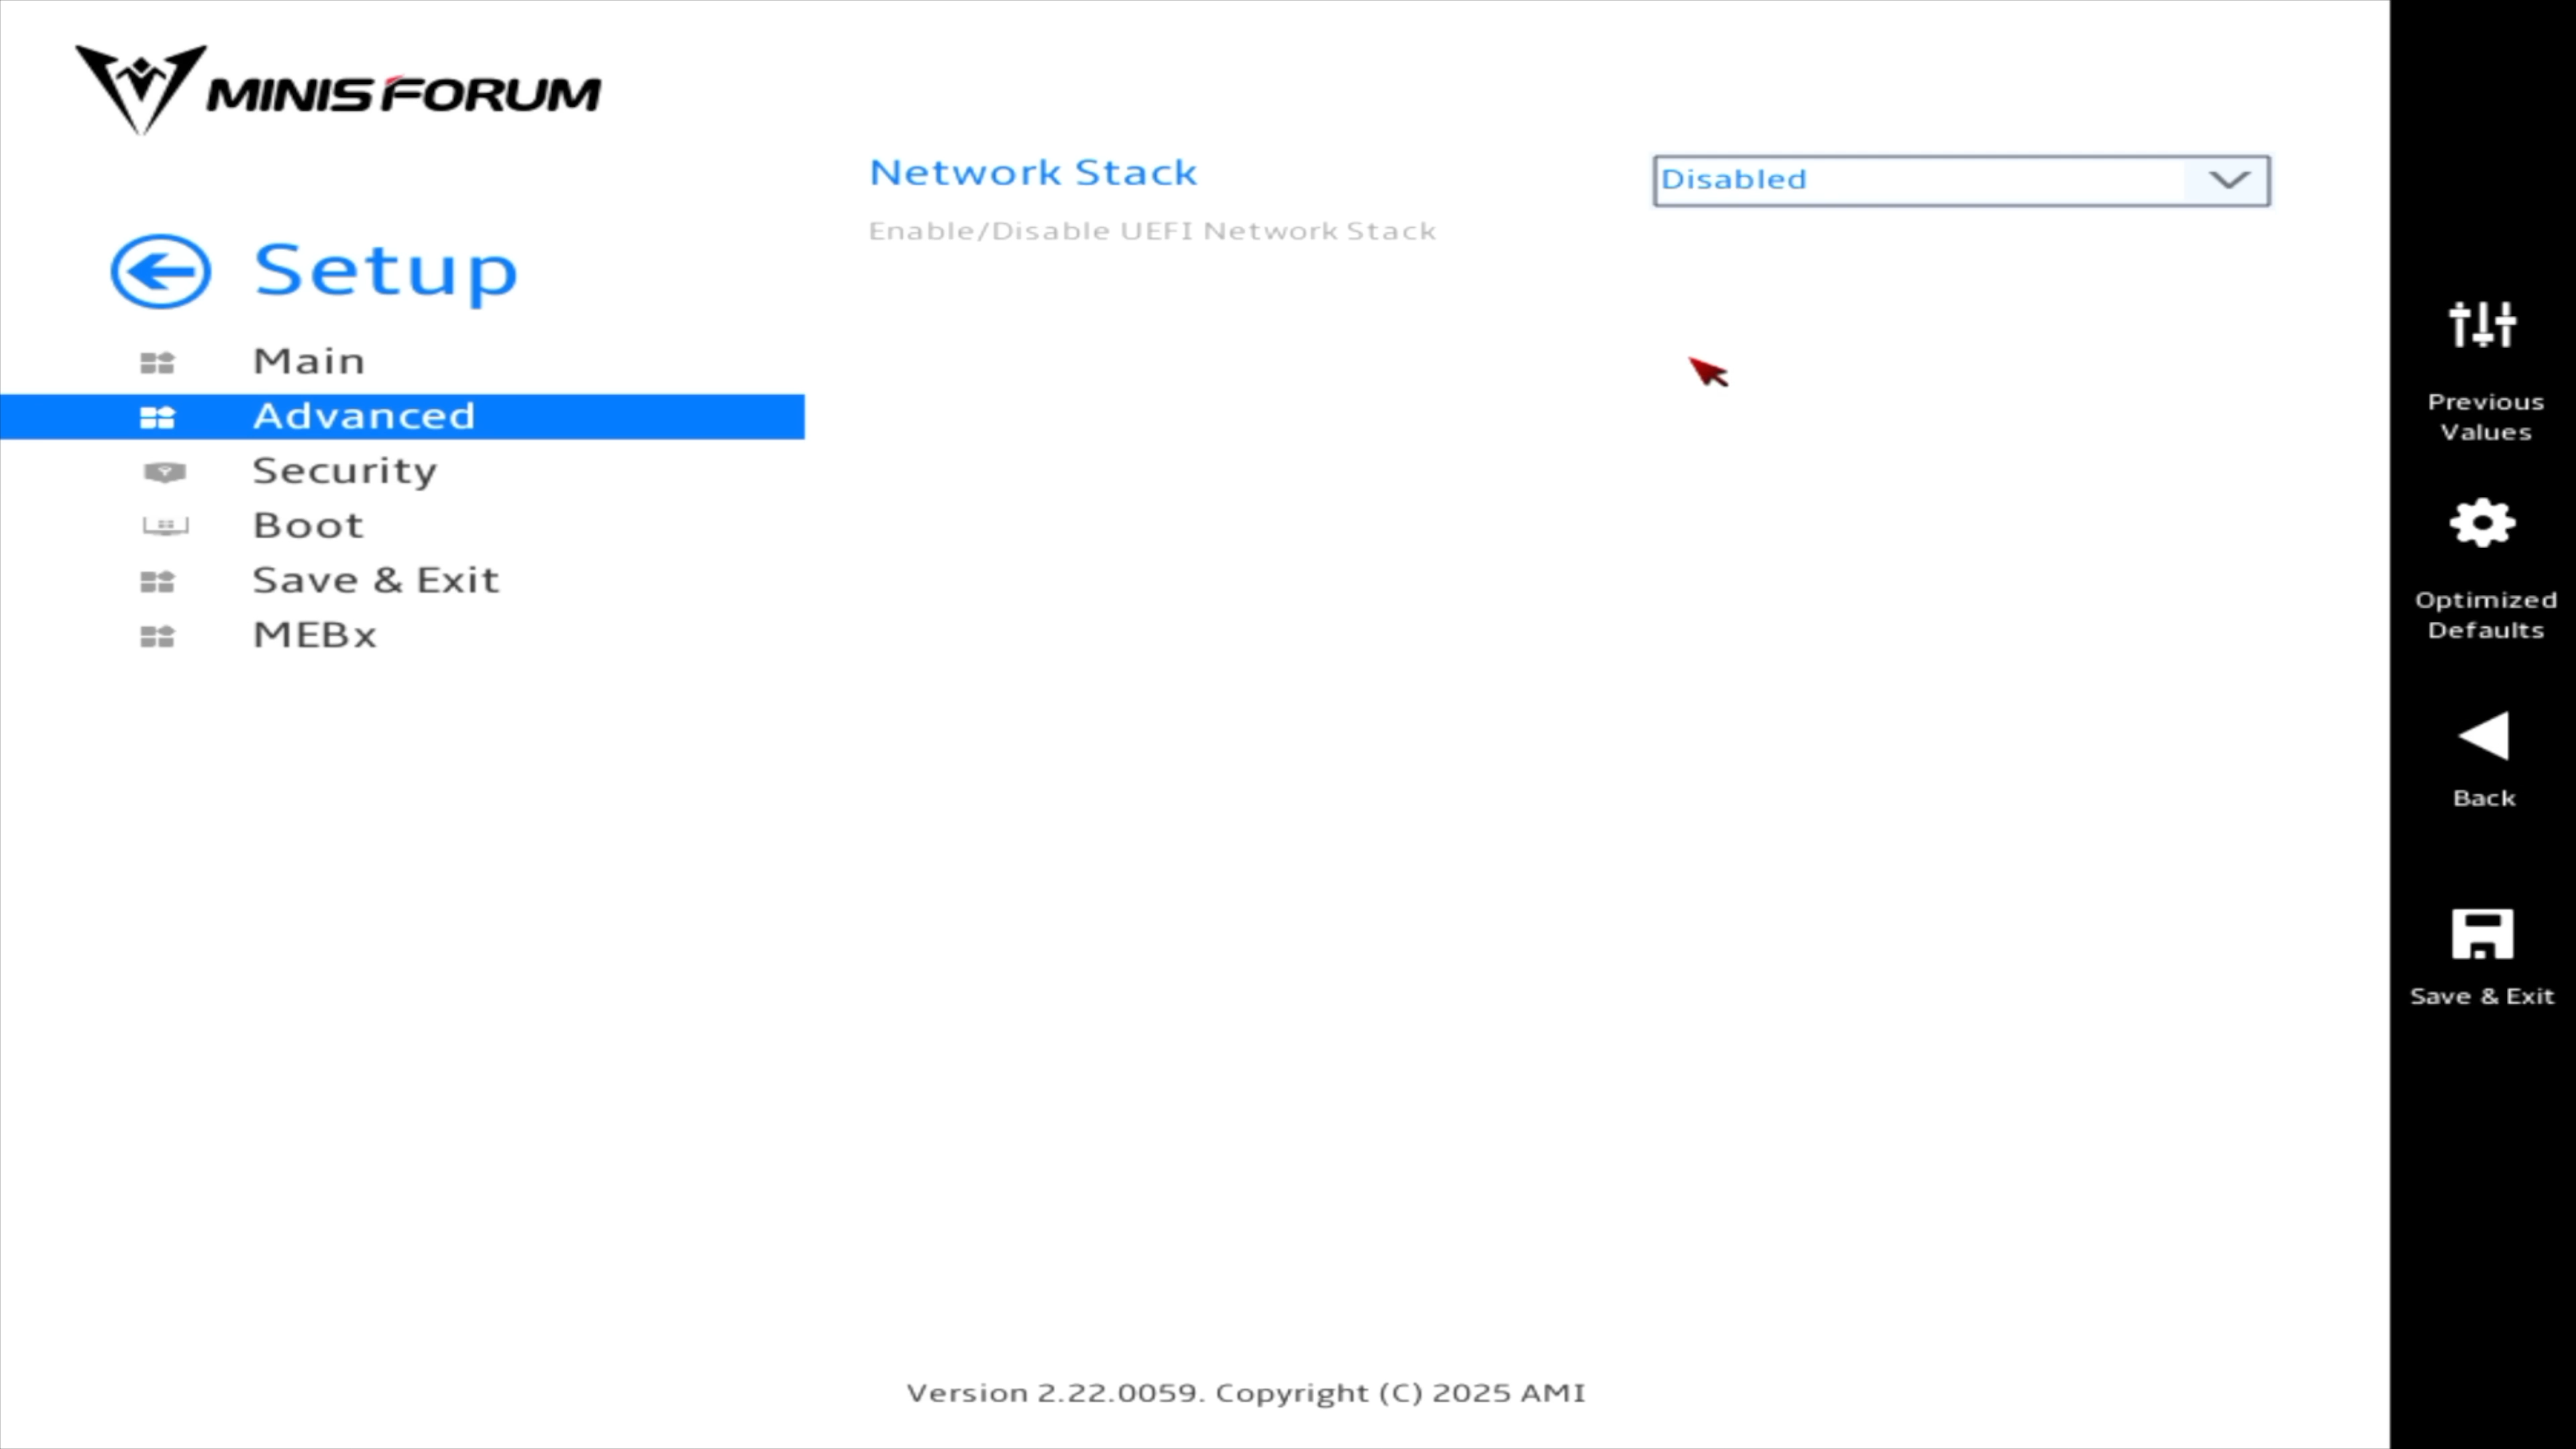 MINISFORUM
Network Stack
Disabled
Enable/Disable UEFI Network Stack
Setup
Main
Advanced
Security
Boot
Save & Exit
MEBx
Previous
Values
Optimized
Defaults
Back
Save & Exit
Version 2.22.0059. Copyright (C) 2025 AMI